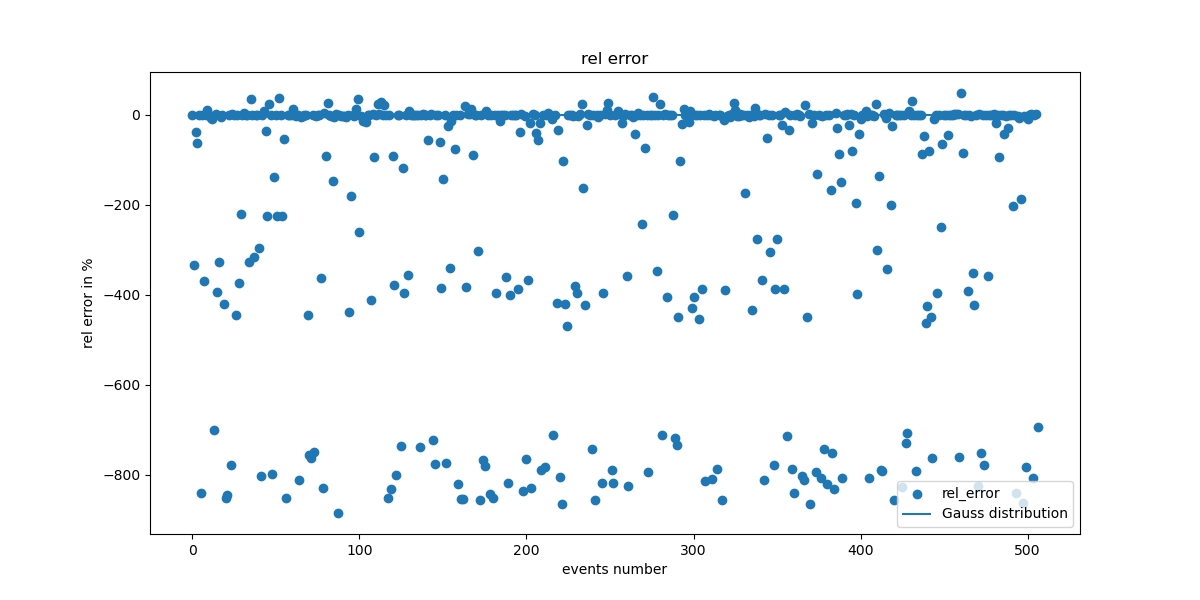 rel error
0
−200
−400
−600
−800
rel error in %
0
100
200
300
400
500
events number
rel_error
Gauss distribution